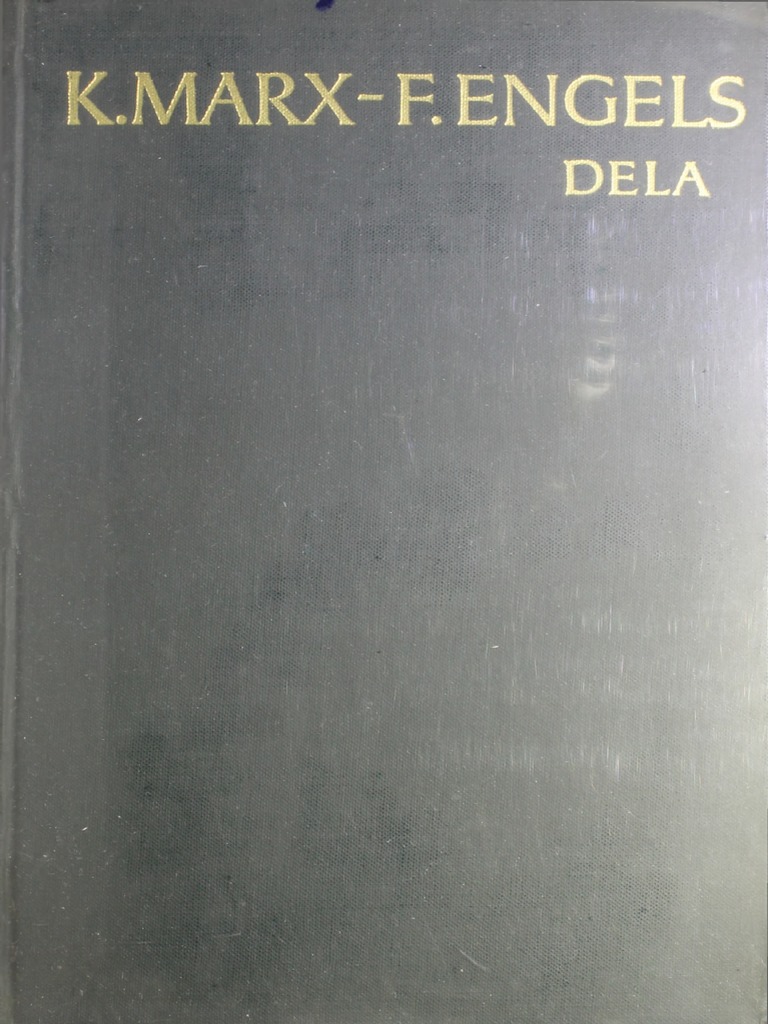 K. MARX - F. ENGELS
DELA